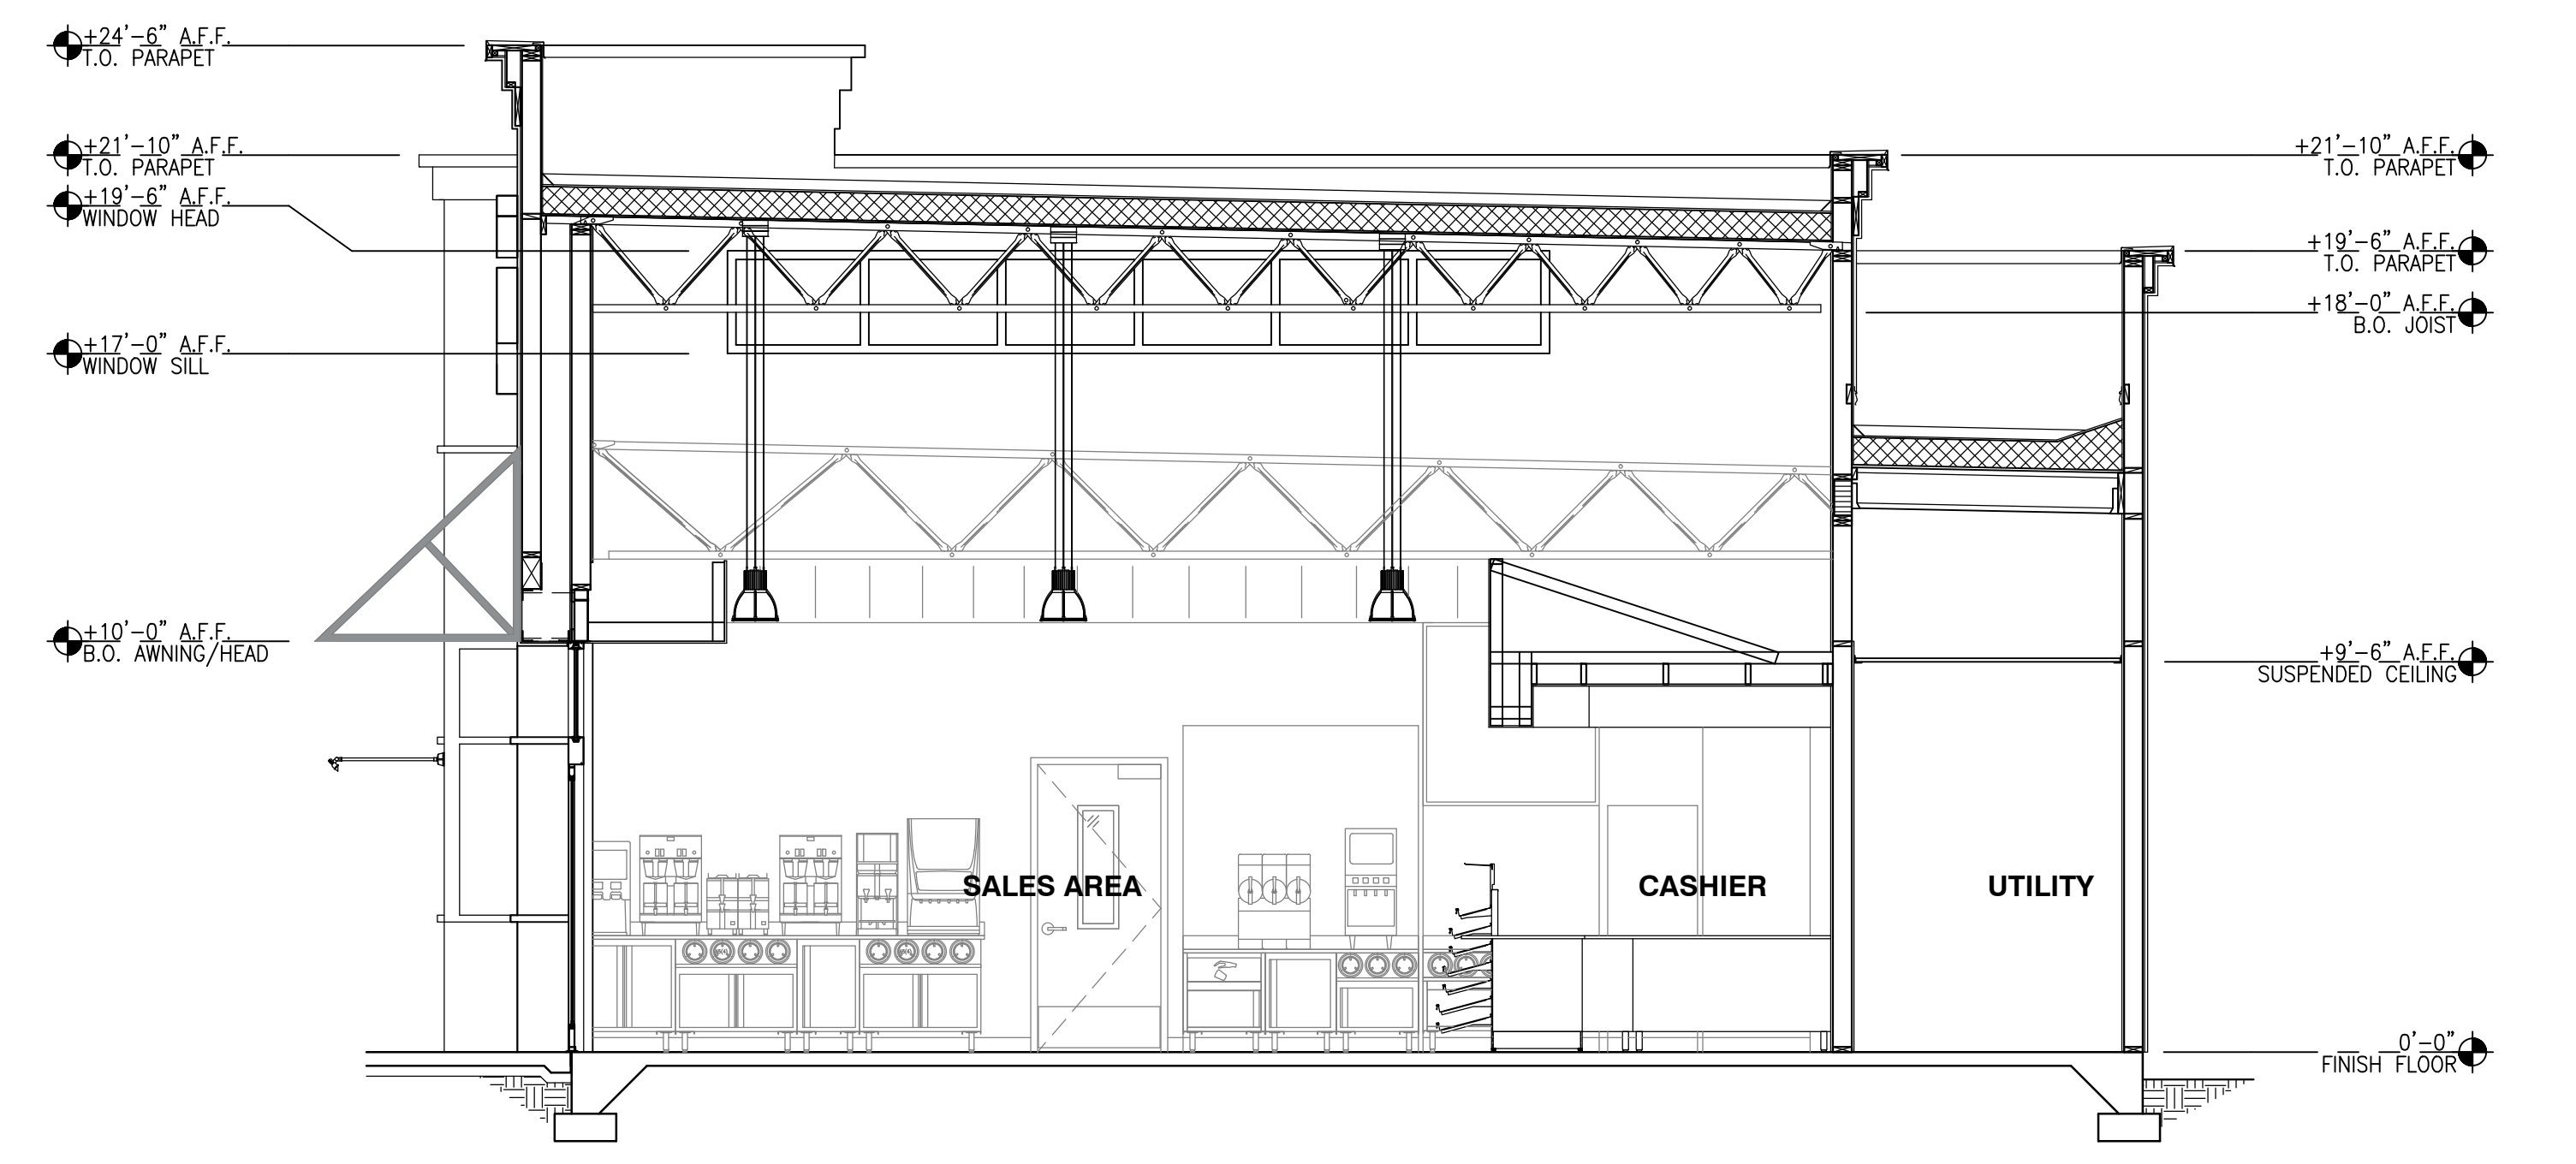 +24'-6" A.F.F.
T.O. PARAPET
+21'-10" A.F.F.
T.O. PARAPET
+19'-6" A.F.F.
WINDOW HEAD
+17'-0" A.F.F.
WINDOW SILL
+10'-0" A.F.F.
B.O. AWNING/HEAD
SALES AREA
CASHIER
UTILITY
+21'-10" A.F.F.
T.O. PARAPET
+19'-6" A.F.F.
T.O. PARAPET
+18'-0" A.F.F.
B.O. JOIST
+9'-6" A.F.F.
SUSPENDED CEILING
0'-0"
FINISH FLOOR